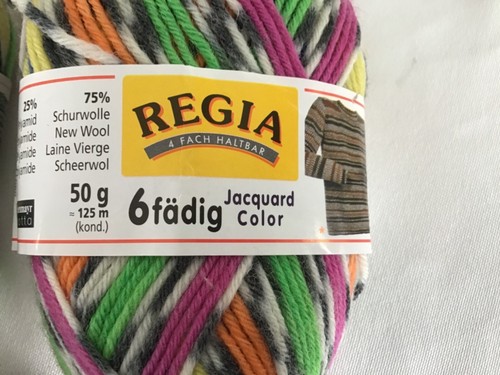 25%
75%
Schurwolle
New Wool
Laine Vierge
Scheerwol
50 g
≈ 125 m
(kond.)
REGIA
4 FACH HALTBAR
6fädig Jacquard
Color